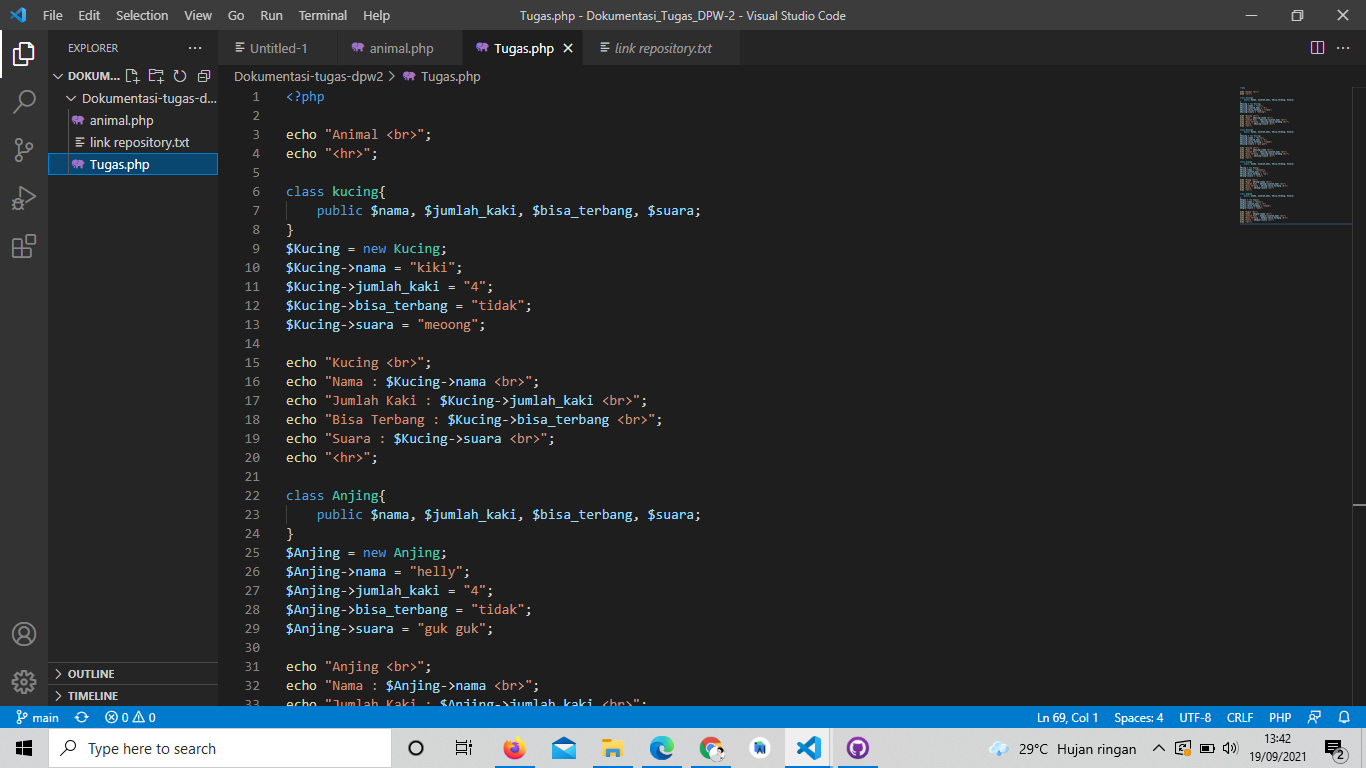 File Edit Selection View Go Run Terminal Help Tugas.php - Dokumentasi_Tugas_DPW-2 - Visual Studio Code
EXPLORER
Untitled-1 animal.php Tugas.php link repository.txt
DOKUM...
Dokumentasi-tugas-d...
animal.php
link repository.txt
Tugas.php
OUTLINE
TIMELINE
Dokumentasi-tugas-dpw2 > Tugas.php
1 <?php
2
3 echo "Animal <br>";
4 echo "<hr>";
5
6 class kucing{
7 public $nama, $jumlah_kaki, $bisa_terbang, $suara;
8 }
9 $Kucing = new Kucing;
10 $Kucing->nama = "kiki";
11 $Kucing->jumlah_kaki = "4";
12 $Kucing->bisa_terbang = "tidak";
13 $Kucing->suara = "meoong";
14
15 echo "Kucing <br>";
16 echo "Nama : $Kucing->nama <br>";
17 echo "Jumlah Kaki : $Kucing->jumlah_kaki <br>";
18 echo "Bisa Terbang : $Kucing->bisa_terbang <br>";
19 echo "Suara : $Kucing->suara <br>";
20 echo "<hr>";
21
22 class Anjing{
23 public $nama, $jumlah_kaki, $bisa_terbang, $suara;
24 }
25 $Anjing = new Anjing;
26 $Anjing->nama = "helly";
27 $Anjing->jumlah_kaki = "4";
28 $Anjing->bisa_terbang = "tidak";
29 $Anjing->suara = "guk guk";
30
31 echo "Anjing <br>";
32 echo "Nama : $Anjing->nama <br>";
33 echo "Jumlah Kaki : $Anjing->jumlah_kaki <br>";
main 0 0 Ln 69, Col 1 Spaces: 4 UTF-8 CRLF PHP
Type here to search
29°C Hujan ringan
13:42
19/09/2021
2